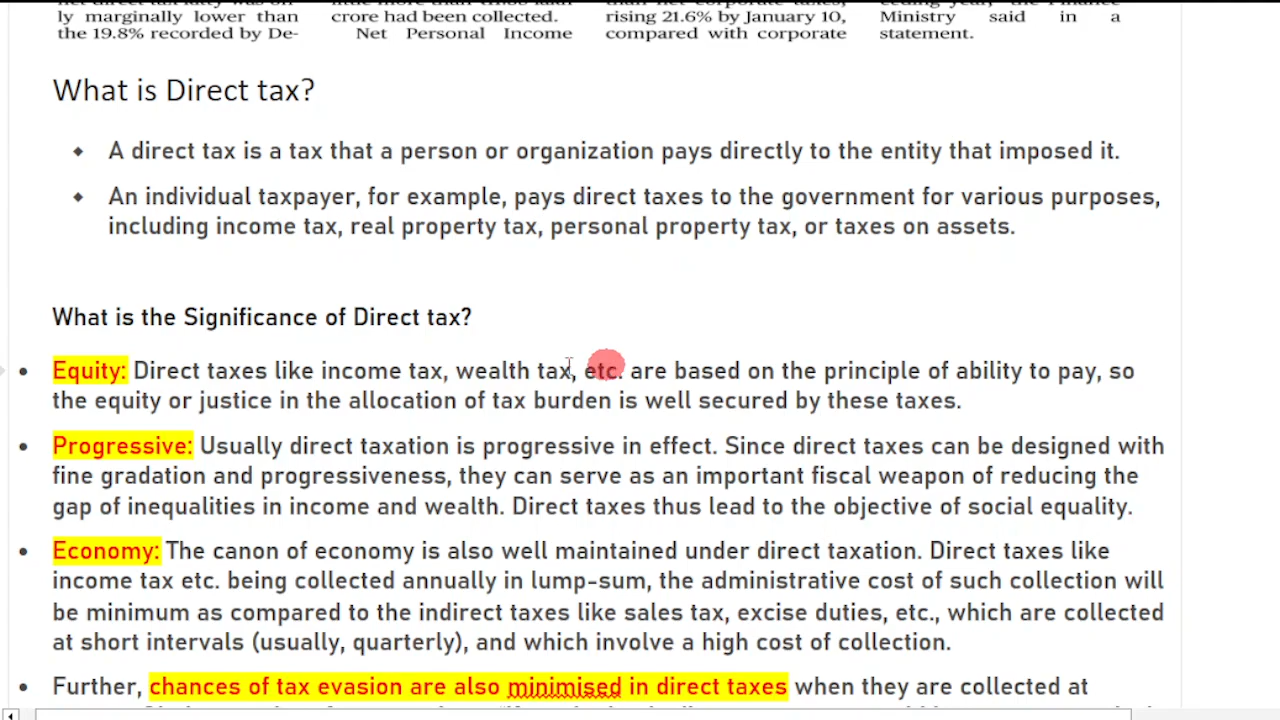 ly marginally lower than
the 19.8% recorded by De-
crore had been collected.
Net Personal Income
rising 21.6% by January 10,
compared with corporate
Ministry said in a
statement.
What is Direct tax?
A direct tax is a tax that a person or organization pays directly to the entity that imposed it.
An individual taxpayer, for example, pays direct taxes to the government for various purposes,
including income tax, real property tax, personal property tax, or taxes on assets.
What is the Significance of Direct tax?
Equity: Direct taxes like income tax, wealth tax, etc. are based on the principle of ability to pay, so
the equity or justice in the allocation of tax burden is well secured by these taxes.
Progressive: Usually direct taxation is progressive in effect. Since direct taxes can be designed with
fine gradation and progressiveness, they can serve as an important fiscal weapon of reducing the
gap of inequalities in income and wealth. Direct taxes thus lead to the objective of social equality.
Economy: The canon of economy is also well maintained under direct taxation. Direct taxes like
income tax etc. being collected annually in lump-sum, the administrative cost of such collection will
be minimum as compared to the indirect taxes like sales tax, excise duties, etc., which are collected
at short intervals (usually, quarterly), and which involve a high cost of collection.
Further, chances of tax evasion are also minimised in direct taxes when they are collected at